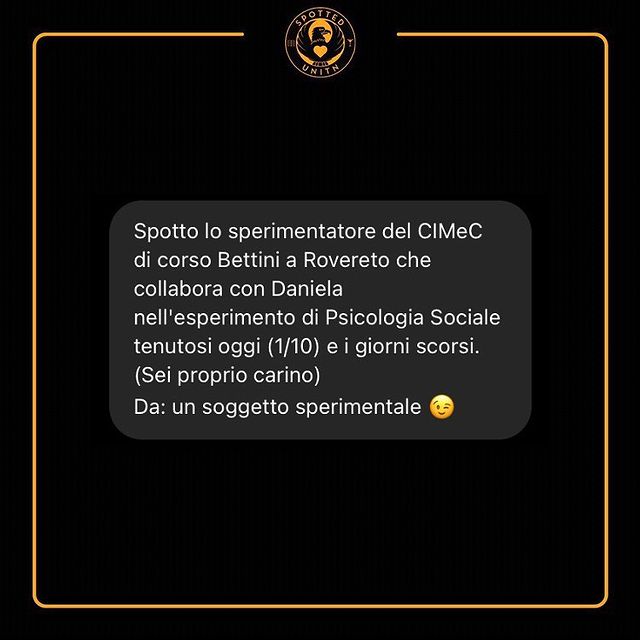 SPOTTED
UNITN
Spotto lo sperimentatore del CIMeC
di corso Bettini a Rovereto che
collabora con Daniela
nell'esperimento di Psicologia Sociale
tenutosi oggi (1/10) e i giorni scorsi.
(Sei proprio carino)
Da: un soggetto sperimentale 😉